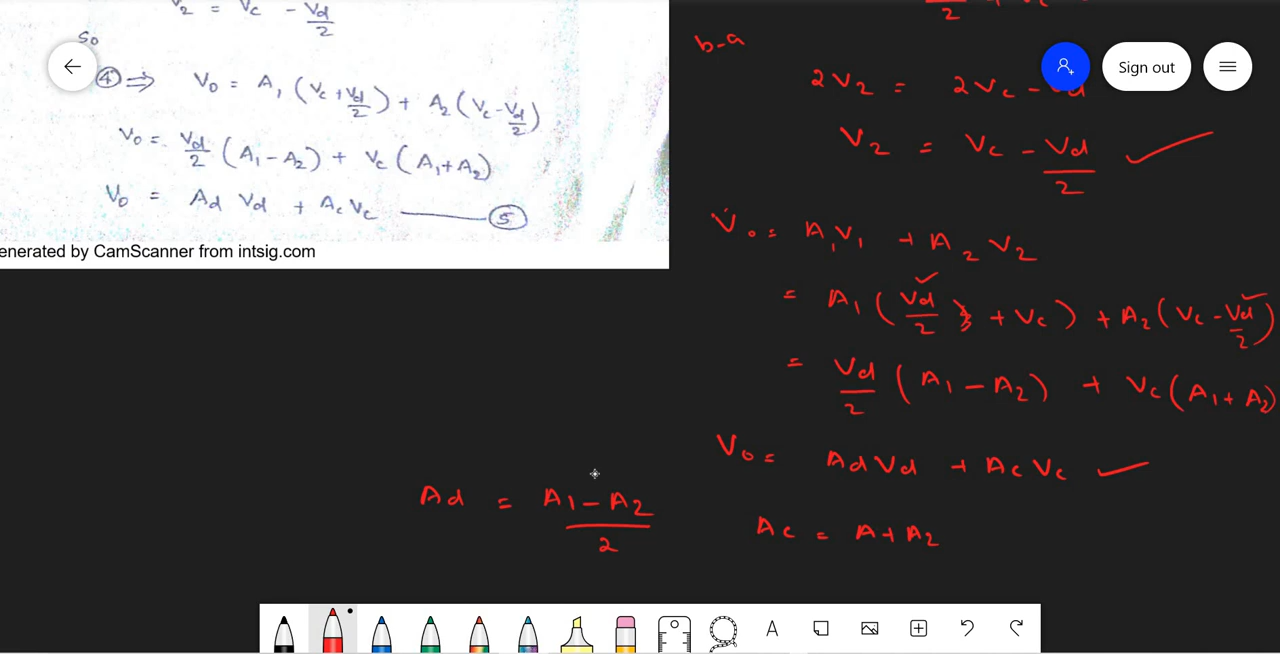 V₂ = Vc - Vd/2
So
④ ⇒ V₀ = A₁ (Vc + Vd/2) + A₂ (Vc - Vd/2)
V₀ = Vd/2 (A₁ - A₂) + Vc (A₁ + A₂)
V₀ = Ad Vd + Ac Vc —— ⑤
enerated by CamScanner from intsig.com
Sign out
b-a
2V₂ = 2Vc - Vd
V₂ = Vc - Vd/2 ✓
V₀ = A₁V₁ + A₂ V₂
= A₁ (Vd/2 + Vc) + A₂ (Vc - Vd/2)
= Vd/2 (A₁ - A₂) + Vc (A₁ + A₂)
V₀ = Ad Vd + Ac Vc ✓
Ad = A₁ - A₂/2
Ac = A + A₂
A